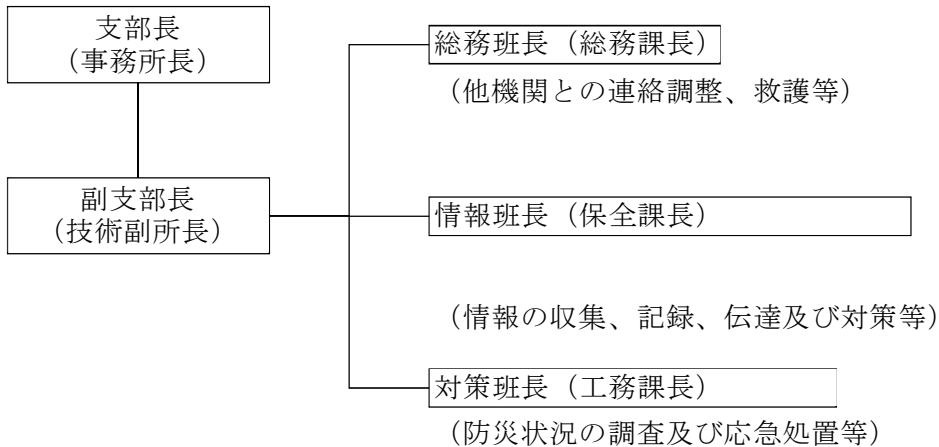 支部長
(事務所長)
副支部長
(技術副所長)
総務班長(総務課長)
(他機関との連絡調整、救護等)
情報班長(保全課長)
(情報の収集、記録、伝達及び対策等)
対策班長(工務課長)
(防災状況の調査及び応急処置等)